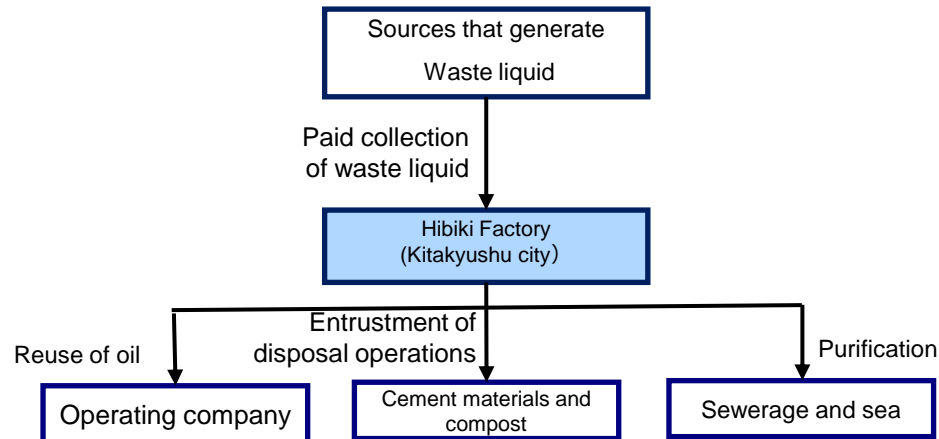 Sources that generate
Waste liquid
Paid collection
of waste liquid
Hibiki Factory
(Kitakyushu city）
Reuse of oil
Entrustment of
disposal operations
Purification
Operating company
Cement materials and
compost
Sewerage and sea